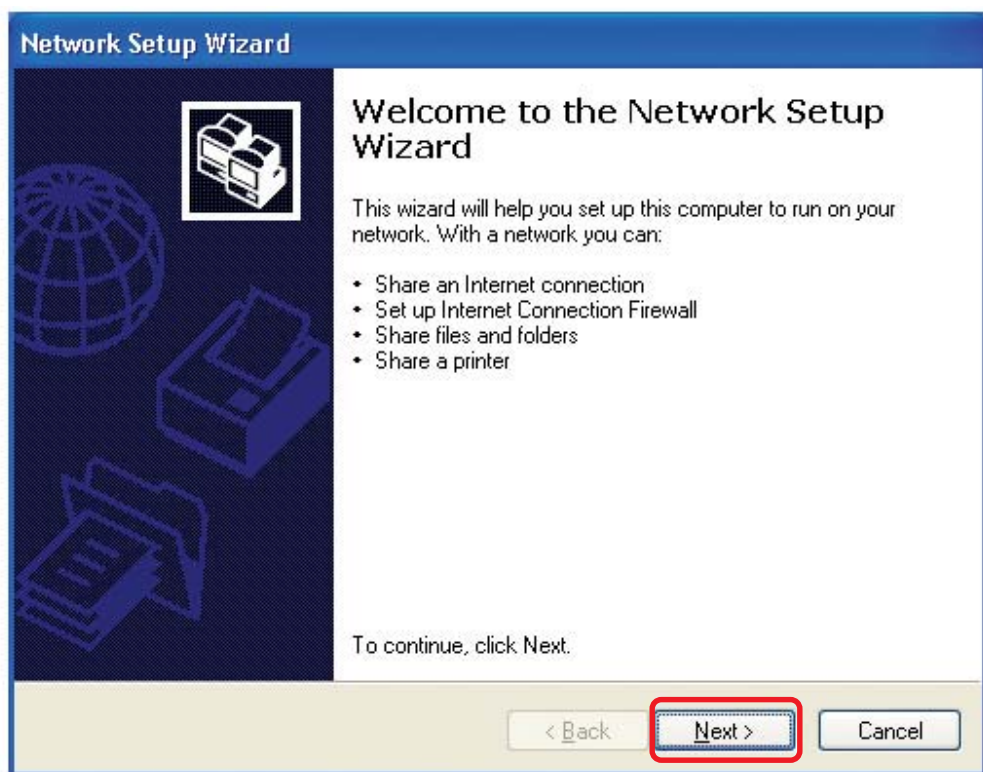 Network Setup Wizard
Welcome to the Network Setup
Wizard
This wizard will help you set up this computer to run on your
network. With a network you can:
• Share an Internet connection
• Set up Internet Connection Firewall
• Share files and folders
• Share a printer
To continue, click Next.
< Back Next > Cancel